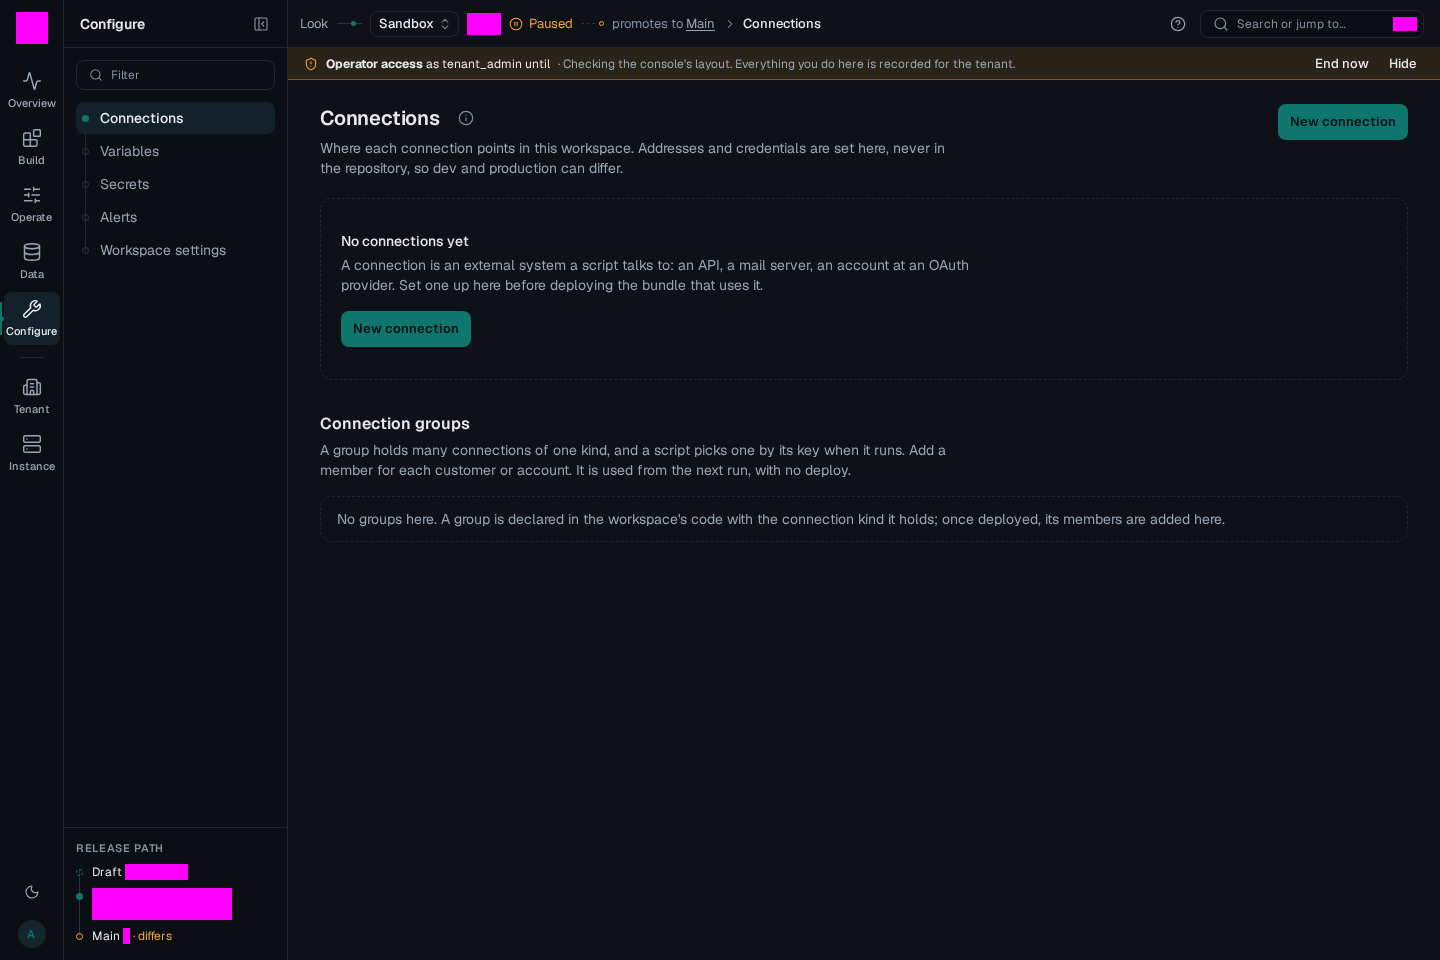 Configure
Look
Sandbox
Paused
promotes to Main
Connections
Search or jump to...
Operator access as tenant_admin until · Checking the console's layout. Everything you do here is recorded for the tenant.
End now
Hide
Overview
Build
Operate
Data
Configure
Tenant
Instance
A
Filter
Connections
Variables
Secrets
Alerts
Workspace settings
RELEASE PATH
Draft
Main · differs
Connections
New connection
Where each connection points in this workspace. Addresses and credentials are set here, never in
the repository, so dev and production can differ.
No connections yet
A connection is an external system a script talks to: an API, a mail server, an account at an OAuth
provider. Set one up here before deploying the bundle that uses it.
New connection
Connection groups
A group holds many connections of one kind, and a script picks one by its key when it runs. Add a
member for each customer or account. It is used from the next run, with no deploy.
No groups here. A group is declared in the workspace's code with the connection kind it holds; once deployed, its members are added here.